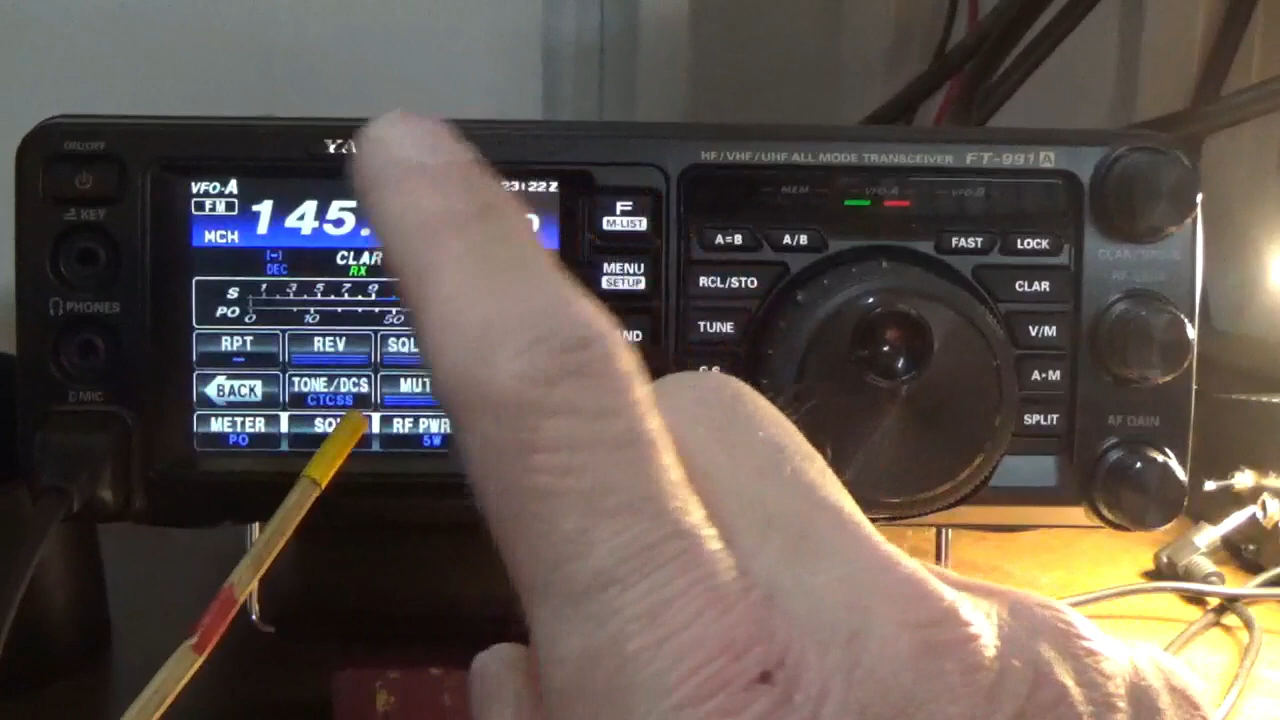 ON/OFF
HF/VHF/UHF ALL MODE TRANSCEIVER FT-991A
KEY
PHONES
MIC
VFO-A
FM
145.
MCH
[-]
DEC
CLAR
RX
23:22Z
S 1 3 5 7 9
PO 0 10 50
RPT
-
REV
BACK
TONE/DCS
CTCSS
METER
PO
RF PWR
5W
F
M-LIST
MENU
SETUP
MEM VFO-A VFO-B
A=B A/B FAST LOCK
RCL/STO CLAR
TUNE V/M
A▸M
SPLIT
AF GAIN